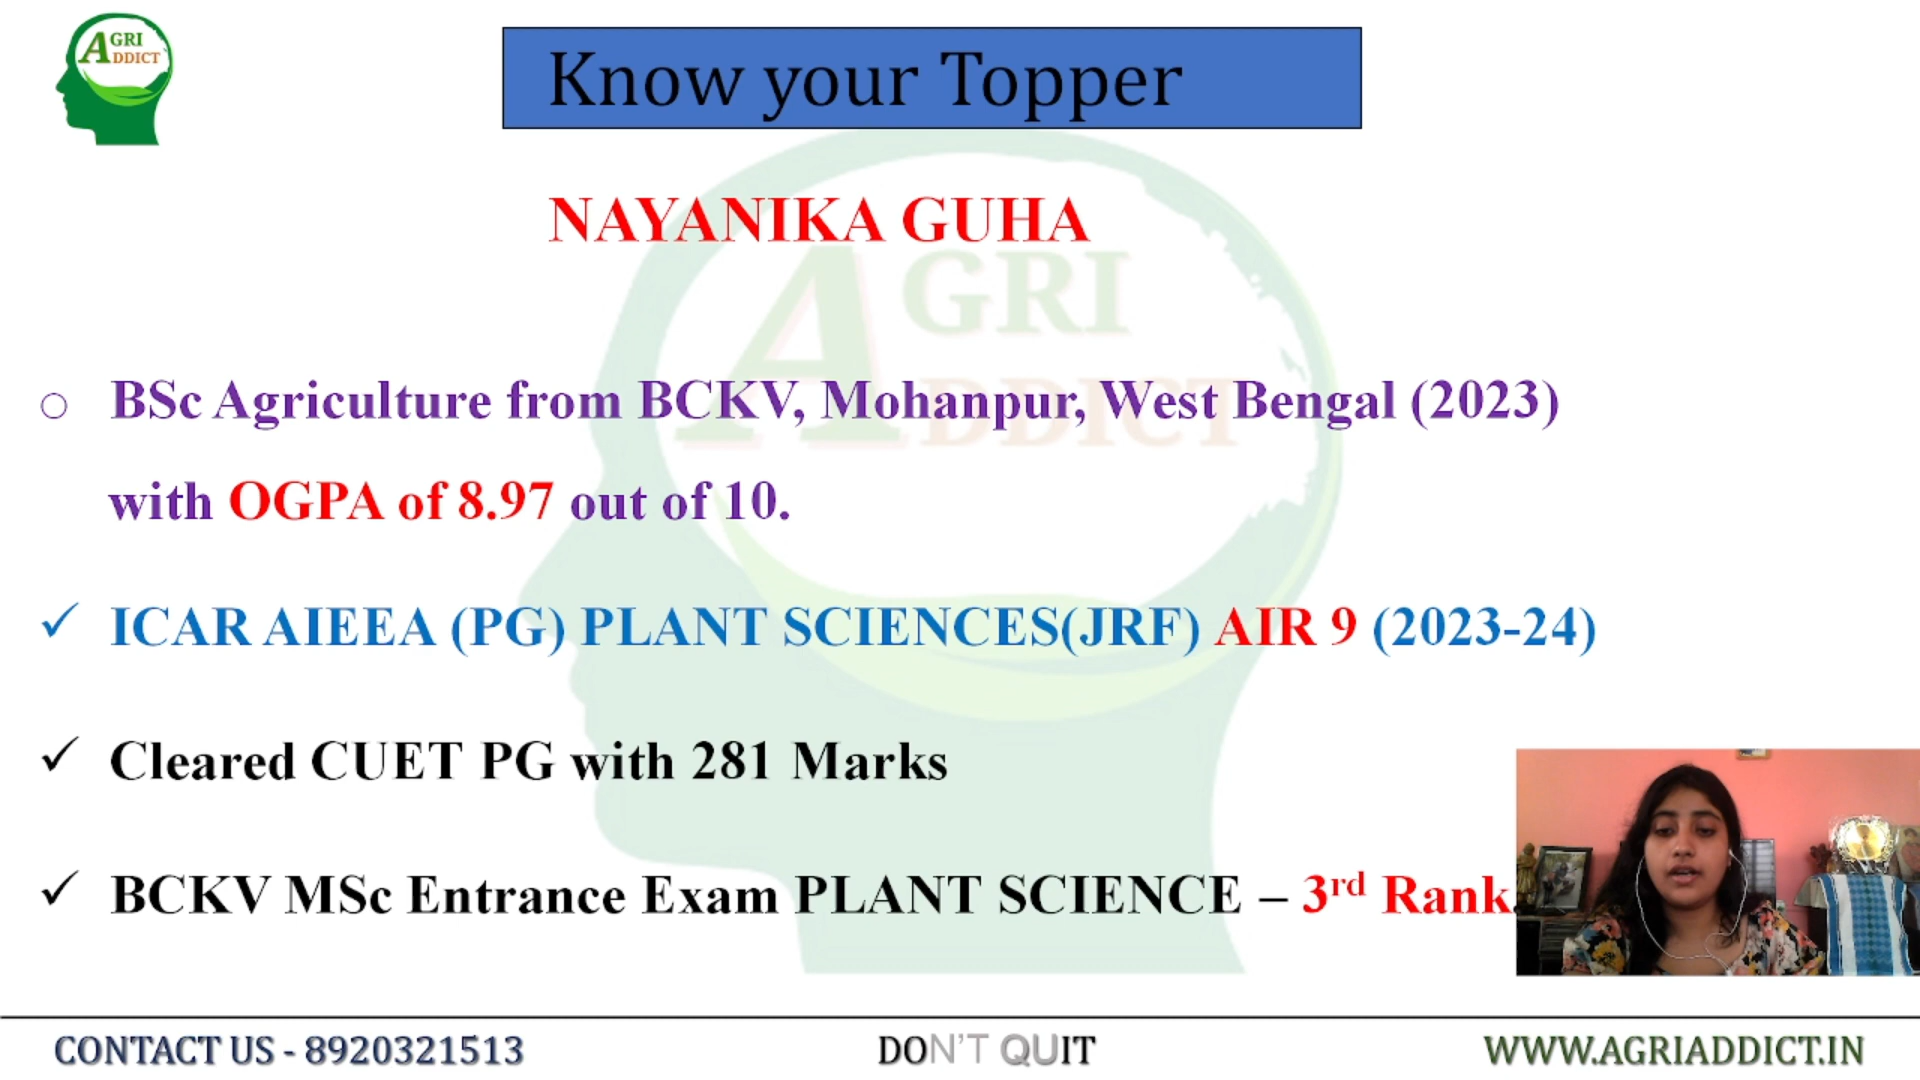 AGRI
ADDICT
Know your Topper
NAYANIKA GUHA
AGRI
ADDICT
BSc Agriculture from BCKV, Mohanpur, West Bengal (2023)
with OGPA of 8.97 out of 10.
ICAR AIEEA (PG) PLANT SCIENCES(JRF) AIR 9 (2023-24)
Cleared CUET PG with 281 Marks
BCKV MSc Entrance Exam PLANT SCIENCE – 3rd Rank.
CONTACT US - 8920321513
DON'T QUIT
WWW.AGRIADDICT.IN